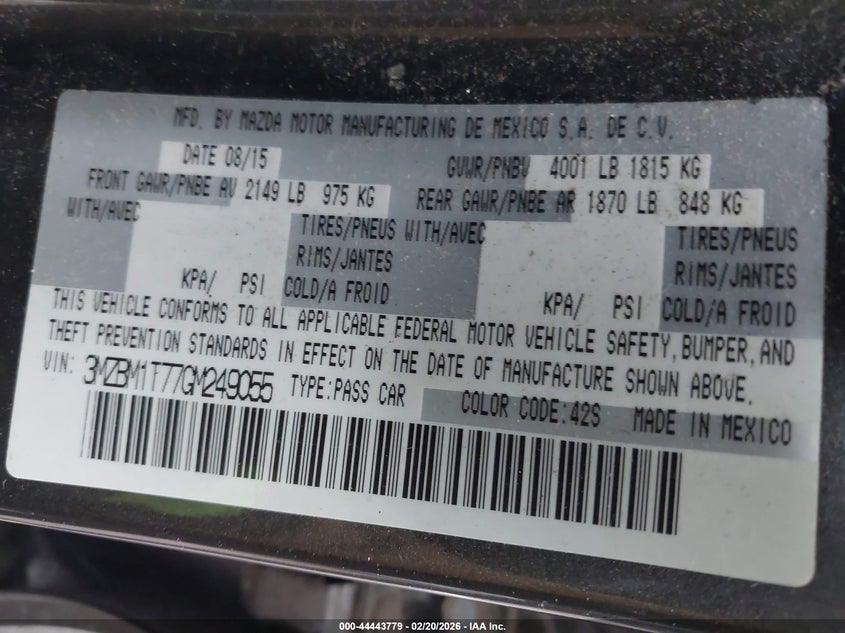 MFD. BY MAZDA MOTOR MANUFACTURING DE MEXICO S.A. DE C.V.
DATE 08/15 GVWR/PNBV 4001 LB 1815 KG
FRONT GAWR/PNBE AV 2149 LB 975 KG REAR GAWR/PNBE AR 1870 LB 848 KG
WITH/AVEC TIRES/PNEUS WITH/AVEC TIRES/PNEUS
RIMS/JANTES RIMS/JANTES
KPA/ PSI COLD/A FROID KPA/ PSI COLD/A FROID
THIS VEHICLE CONFORMS TO ALL APPLICABLE FEDERAL MOTOR VEHICLE SAFETY, BUMPER, AND
THEFT PREVENTION STANDARDS IN EFFECT ON THE DATE OF MANUFACTURE SHOWN ABOVE.
VIN: 3MZBM1T77GM249055 TYPE:PASS CAR COLOR CODE:42S MADE IN MEXICO
000-44443779 — 02/20/2026 — IAA Inc.